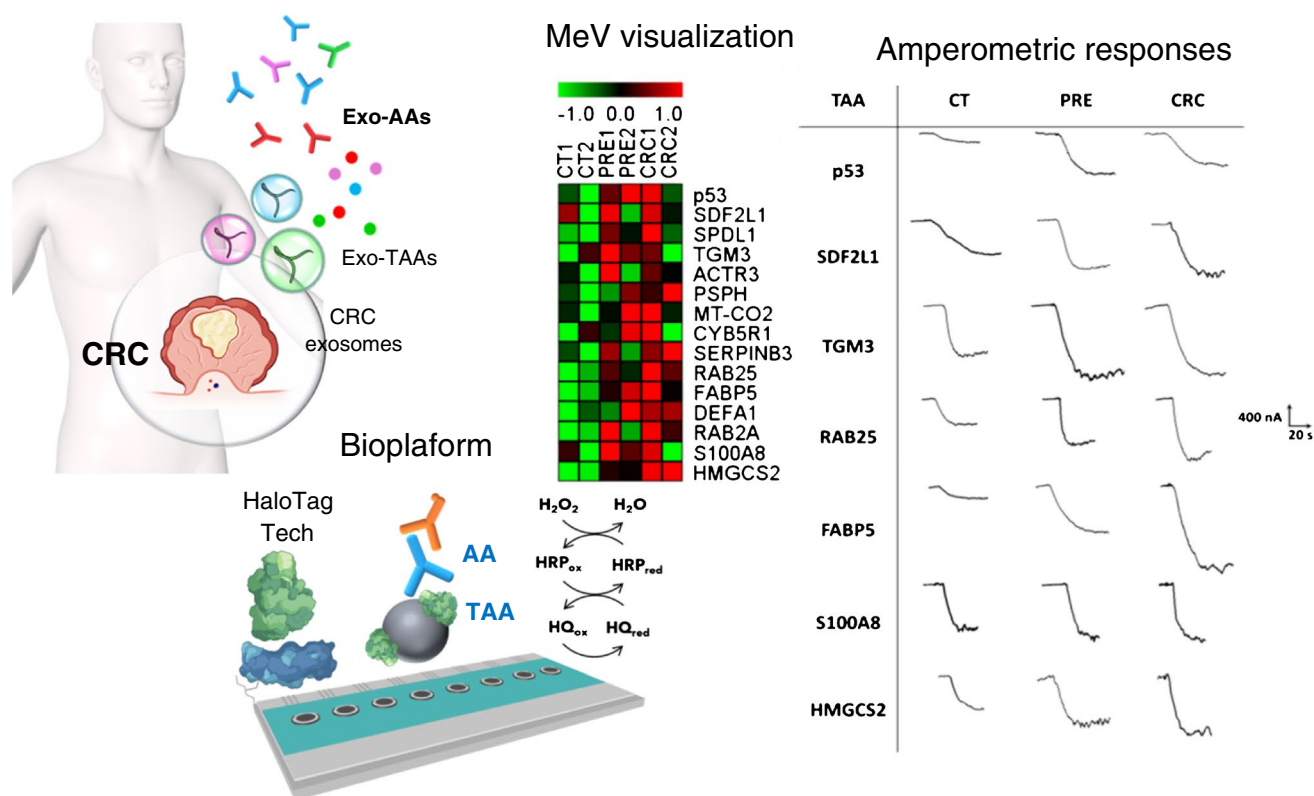 Exo-AAs
Exo-TAAs
CRC
exosomes
CRC
MeV visualization
-1.0 0.0 1.0
CT1
CT2
PRE1
PRE2
CRC1
CRC2
p53
SDF2L1
SPDL1
TGM3
ACTR3
PSPH
MT-CO2
CYB5R1
SERPINB3
RAB25
FABP5
DEFA1
RAB2A
S100A8
HMGCS2
Amperometric responses
TAA CT PRE CRC
p53
SDF2L1
TGM3
RAB25
FABP5
S100A8
HMGCS2
400 nA
20 s
Bioplaform
HaloTag
Tech
AA
TAA
H₂O₂ H₂O
HRPox HRPred
HQox HQred